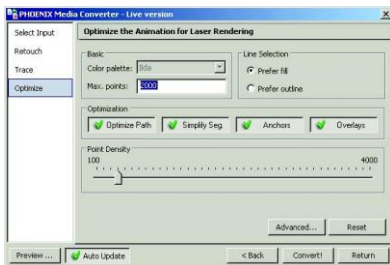 PHOENIX Media Converter - Live version
Select Input
Retouch
Trace
Optimize
Optimize the Animation for Laser Rendering
Basic
Color palette: Ilda
Max. points: 2000
Line Selection
Prefer fill
Prefer outline
Optimization
Optimize Path
Simplify Seg.
Anchors
Overlays
Point Density
100 4000
Advanced... Reset
Preview ... Auto Update < Back Convert! Return